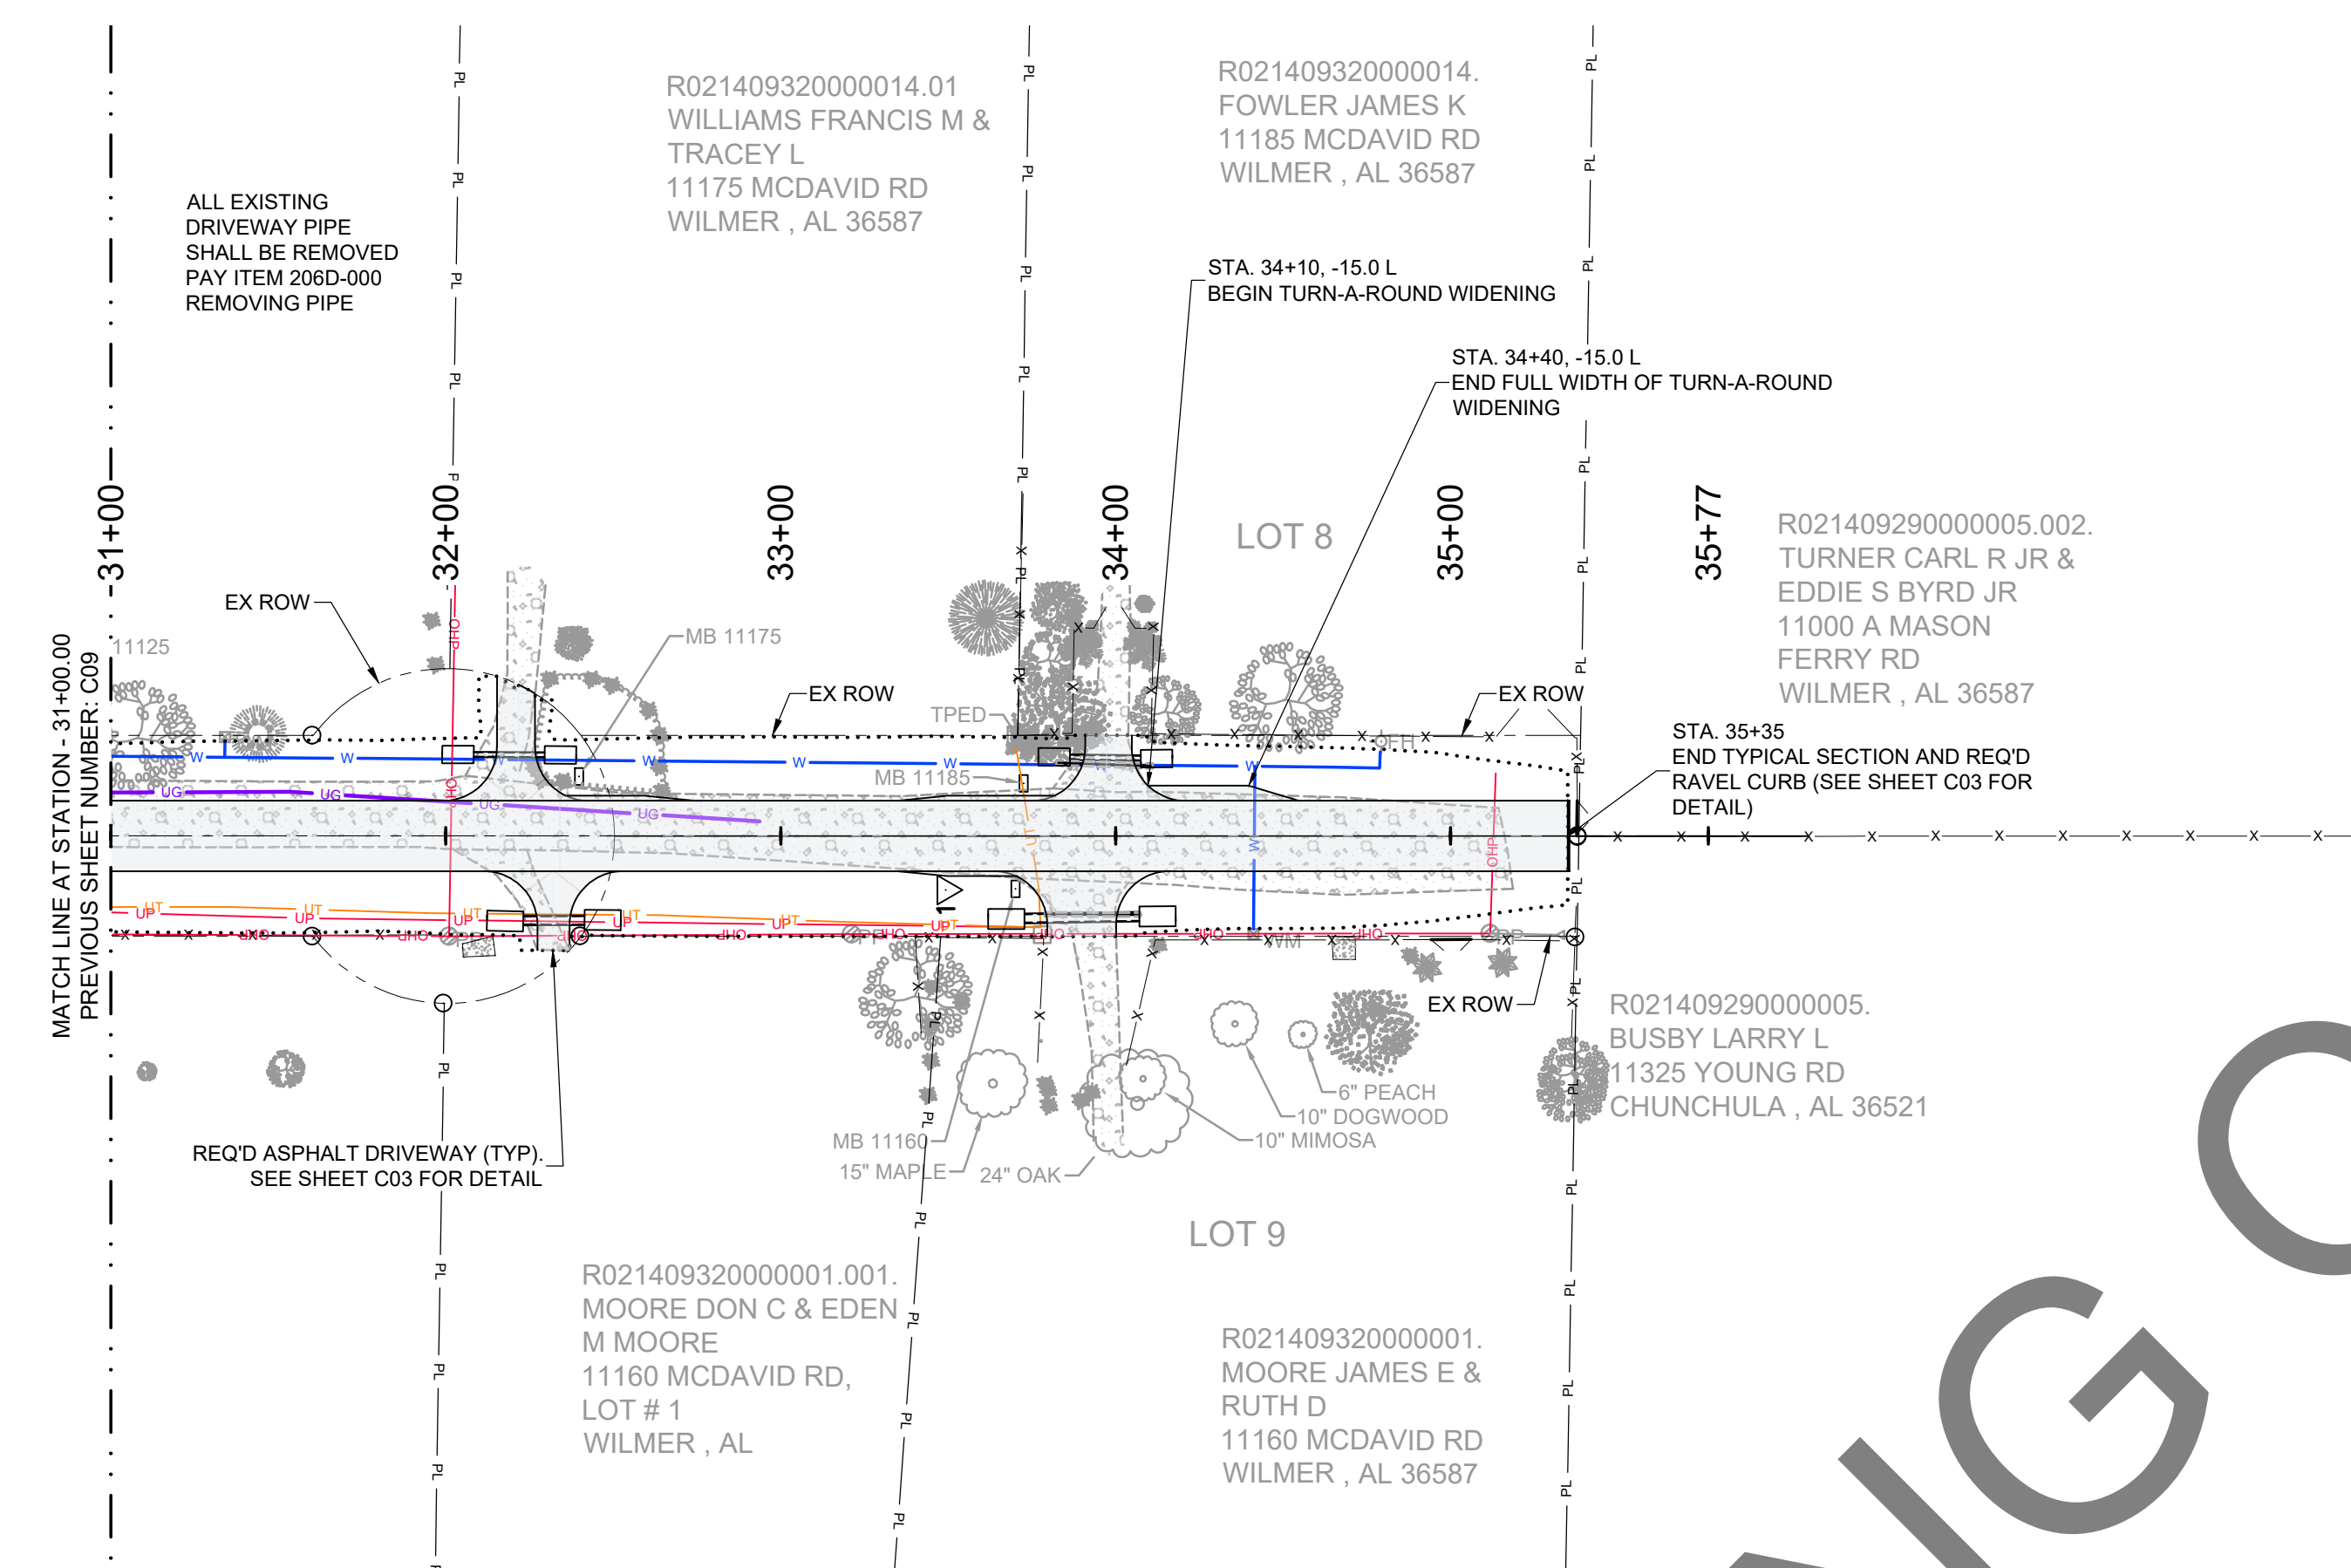 R021409320000014.01
WILLIAMS FRANCIS M &
TRACEY L
11175 MCDAVID RD
WILMER , AL 36587
R021409320000014.
FOWLER JAMES K
11185 MCDAVID RD
WILMER , AL 36587
ALL EXISTING
DRIVEWAY PIPE
SHALL BE REMOVED
PAY ITEM 206D-000
REMOVING PIPE
STA. 34+10, -15.0 L
BEGIN TURN-A-ROUND WIDENING
STA. 34+40, -15.0 L
END FULL WIDTH OF TURN-A-ROUND
WIDENING
31+00
32+00
33+00
34+00
35+00
35+77
LOT 8
R021409290000005.002.
TURNER CARL R JR &
EDDIE S BYRD JR
11000 A MASON
FERRY RD
WILMER , AL 36587
EX ROW
11125
MB 11175
EX ROW
EX ROW
TPED
FH
MB 11185
STA. 35+35
END TYPICAL SECTION AND REQ'D
RAVEL CURB (SEE SHEET C03 FOR
DETAIL)
MATCH LINE AT STATION - 31+00.00
PREVIOUS SHEET NUMBER: C09
PL
W
UG
UT
UP
OHP
X
1
WM
PP
EX ROW
R021409290000005.
BUSBY LARRY L
11325 YOUNG RD
CHUNCHULA , AL 36521
6" PEACH
10" DOGWOOD
10" MIMOSA
MB 11160
15" MAPLE
24" OAK
REQ'D ASPHALT DRIVEWAY (TYP).
SEE SHEET C03 FOR DETAIL
LOT 9
R021409320000001.001.
MOORE DON C & EDEN
M MOORE
11160 MCDAVID RD,
LOT # 1
WILMER , AL
R021409320000001.
MOORE JAMES E &
RUTH D
11160 MCDAVID RD
WILMER , AL 36587